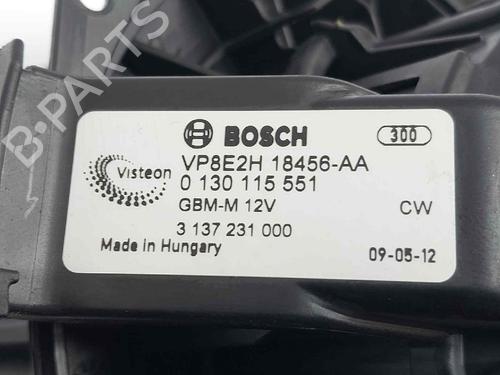 B-PARTS
BOSCH
300
Visteon
VP8E2H 18456-AA
0 130 115 551
GBM-M 12V
CW
3 137 231 000
Made in Hungary
09-05-12